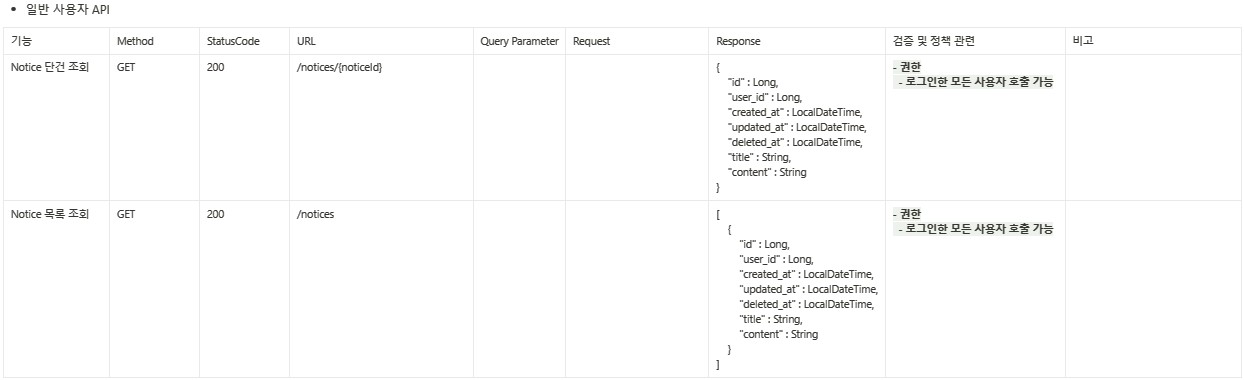 • 일반 사용자 API
기능 Method StatusCode URL Query Parameter Request Response 검증 및 정책 관련 비고
Notice 단건 조회 GET 200 /notices/{noticeId} { - 권한
"id" : Long, - 로그인한 모든 사용자 호출 가능
"user_id" : Long,
"created_at" : LocalDateTime,
"updated_at" : LocalDateTime,
"deleted_at" : LocalDateTime,
"title" : String,
"content" : String
}
Notice 목록 조회 GET 200 /notices [ - 권한
{ - 로그인한 모든 사용자 호출 가능
"id" : Long,
"user_id" : Long,
"created_at" : LocalDateTime,
"updated_at" : LocalDateTime,
"deleted_at" : LocalDateTime,
"title" : String,
"content" : String
}
]